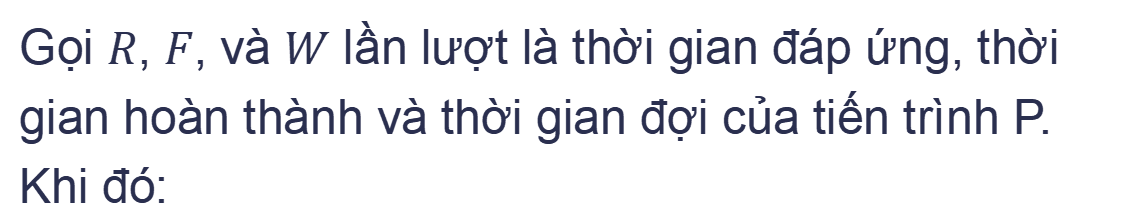 Gọi R, F, và W lần lượt là thời gian đáp ứng, thời
gian hoàn thành và thời gian đợi của tiến trình P.
Khi đó: